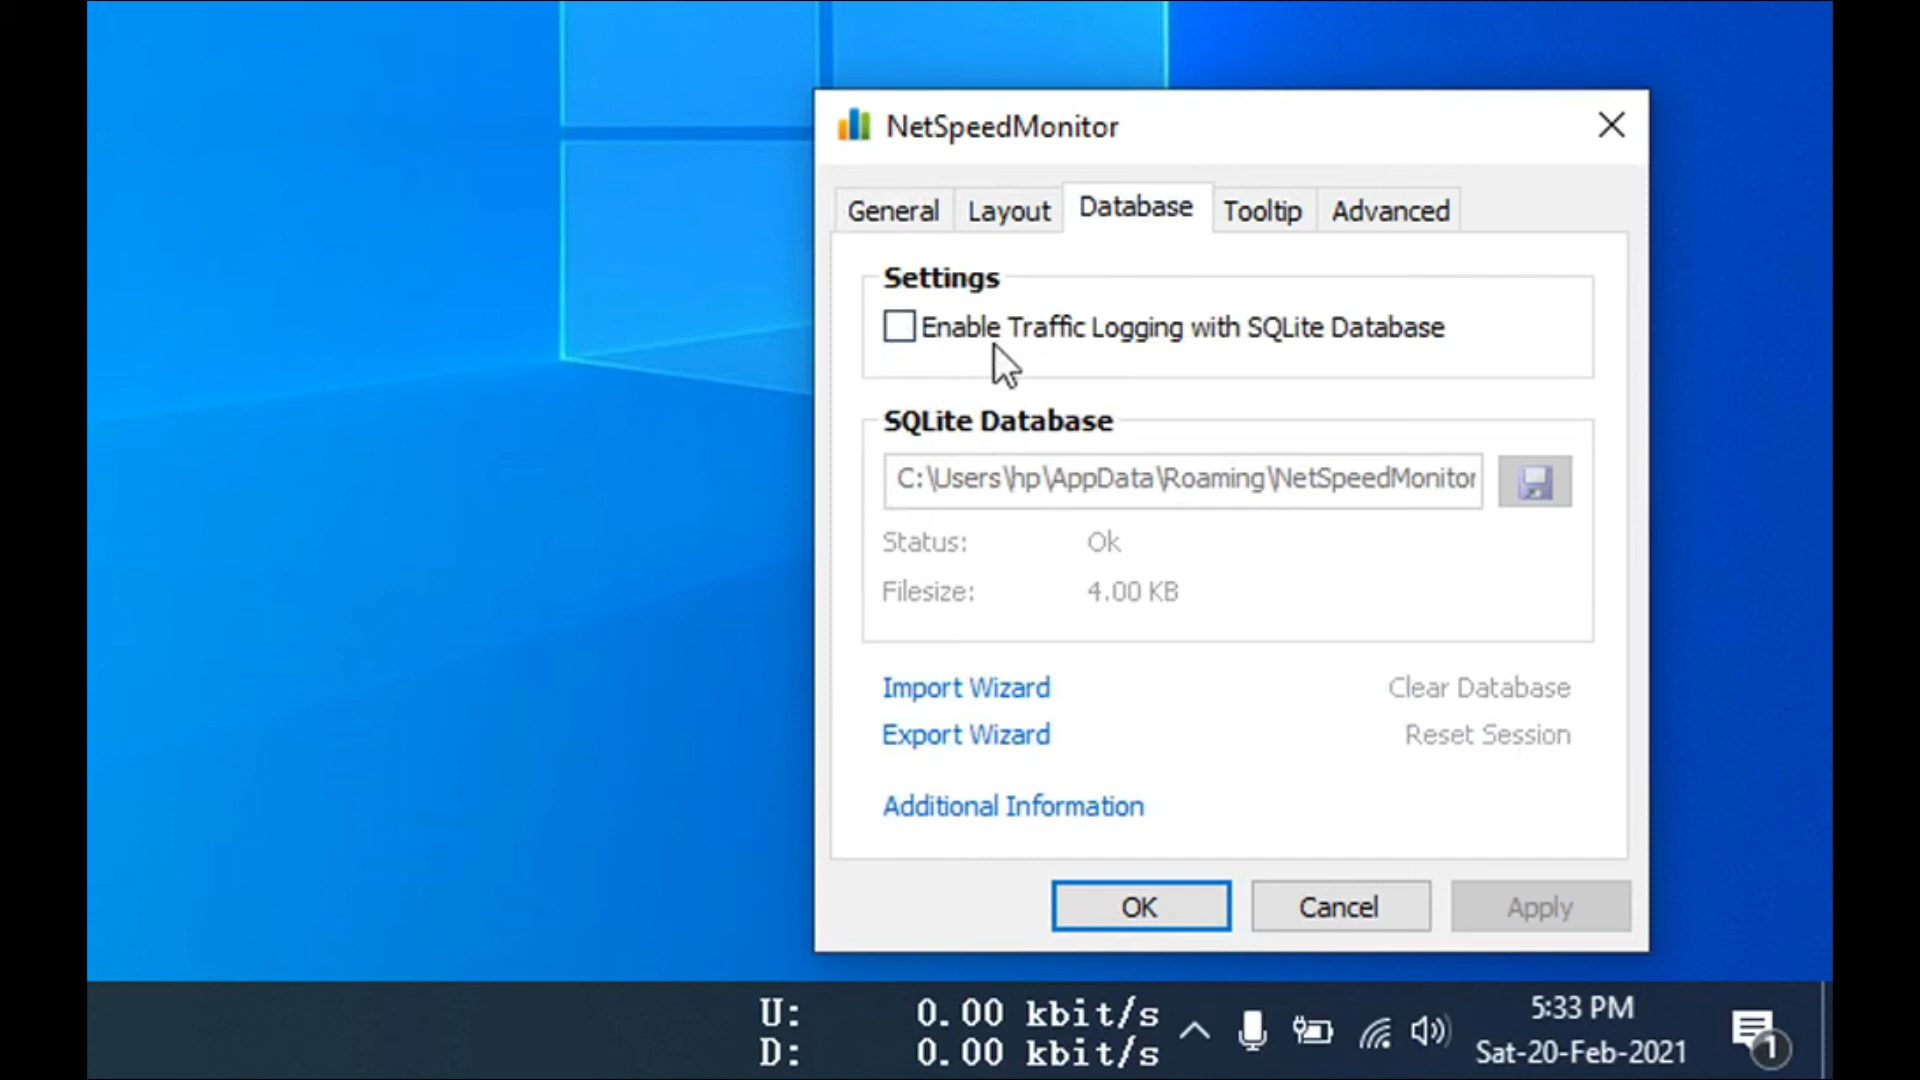 NetSpeedMonitor
General Layout Database Tooltip Advanced
Settings
Enable Traffic Logging with SQLite Database
SQLite Database
C:\Users\hp\AppData\Roaming\NetSpeedMonitor
Status: Ok
Filesize: 4.00 KB
Import Wizard Clear Database
Export Wizard Reset Session
Additional Information
OK Cancel Apply
U: 0.00 kbit/s
D: 0.00 kbit/s
5:33 PM
Sat-20-Feb-2021
1